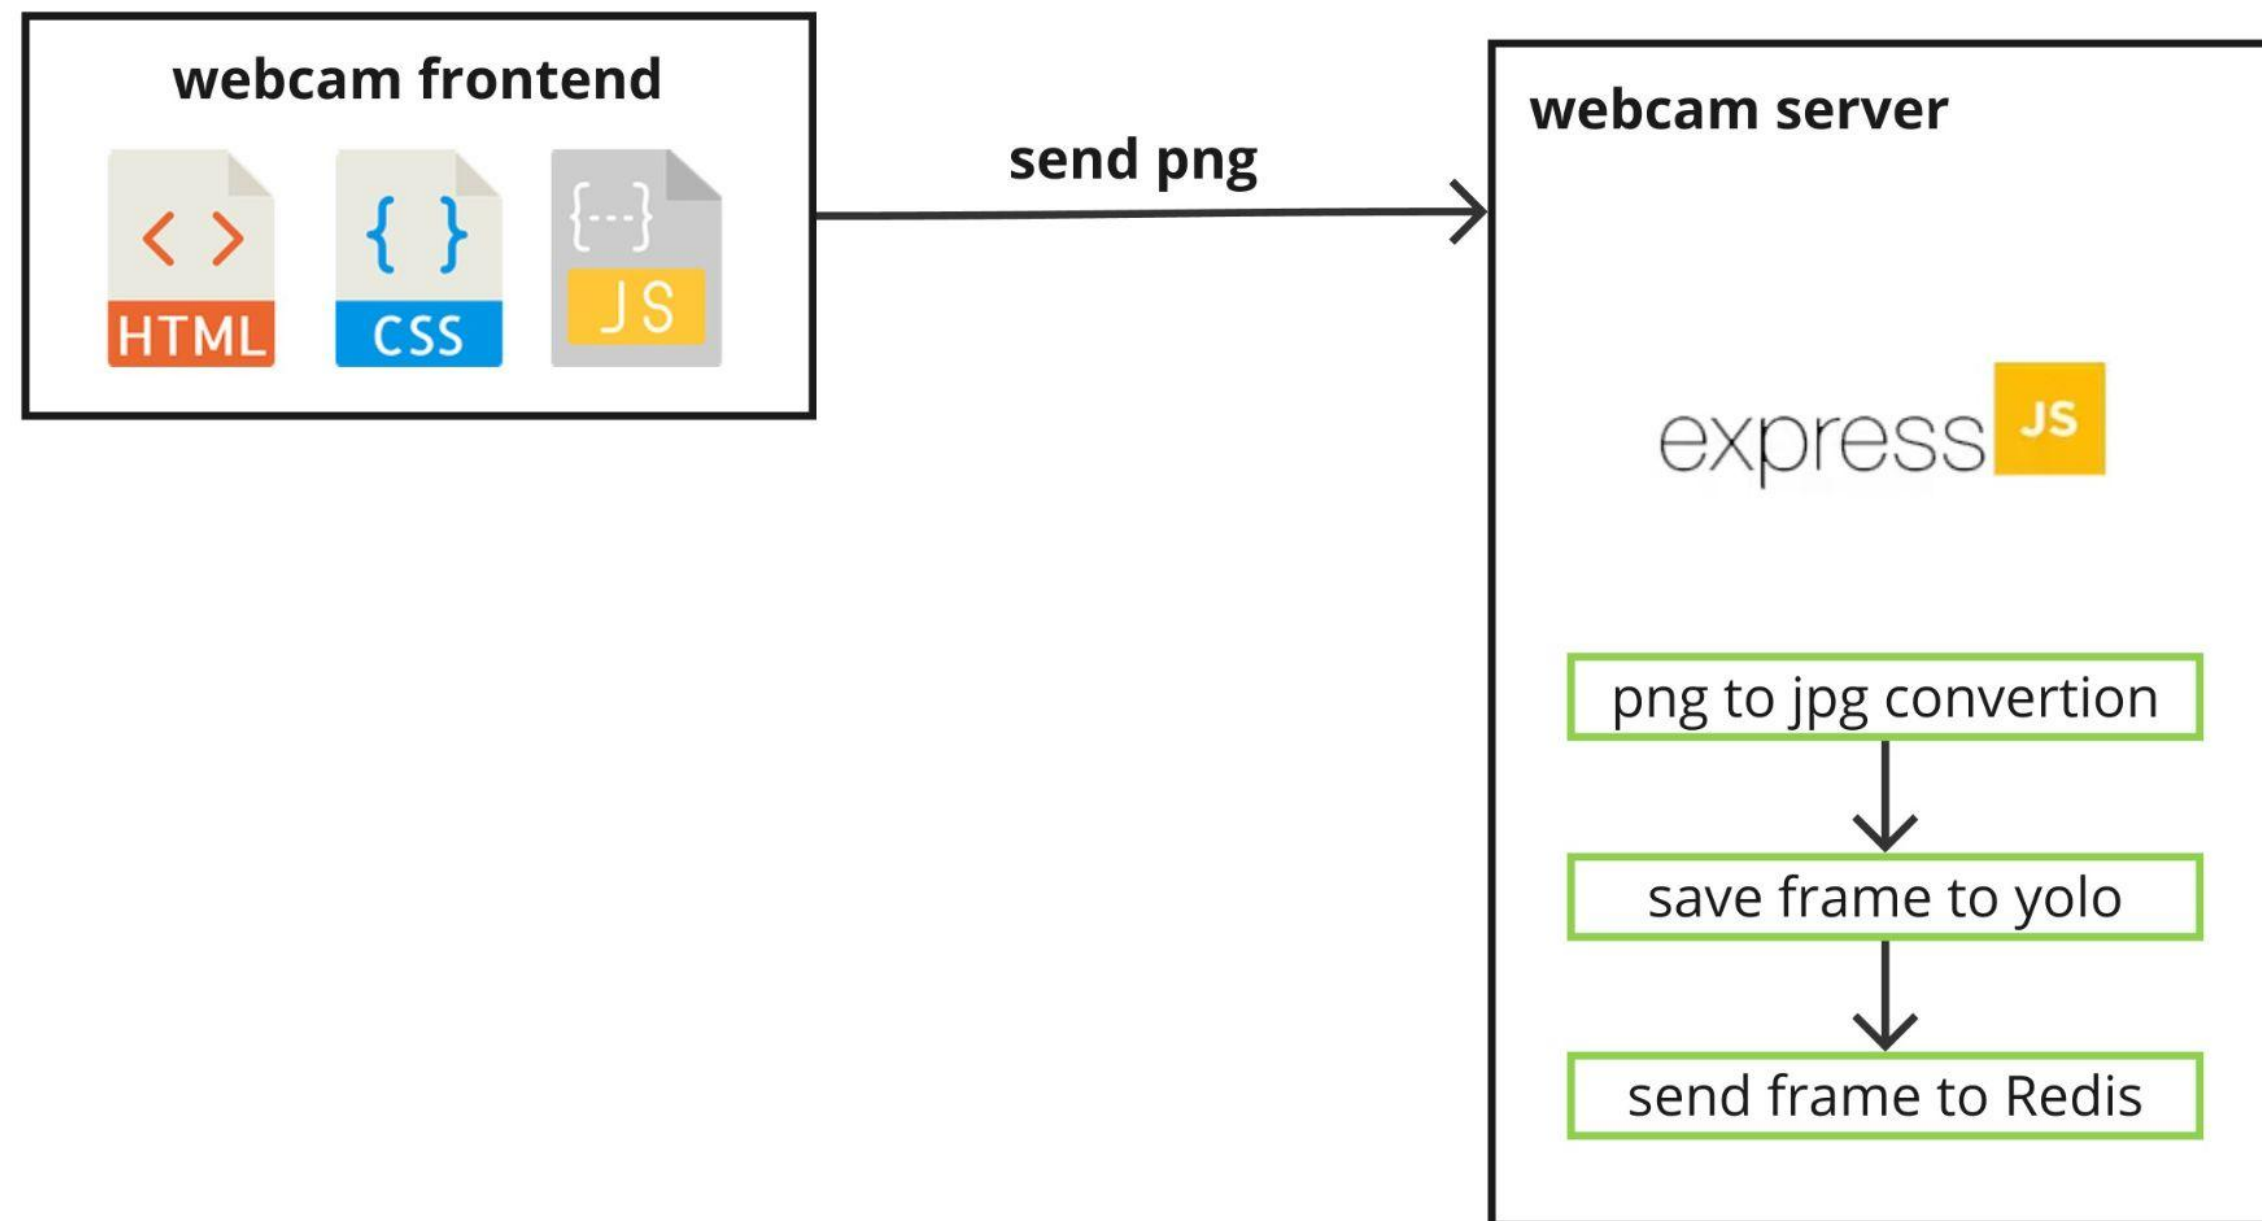 webcam frontend
< >
HTML
{ }
CSS
{---}
JS
send png
webcam server
express JS
png to jpg convertion
save frame to yolo
send frame to Redis